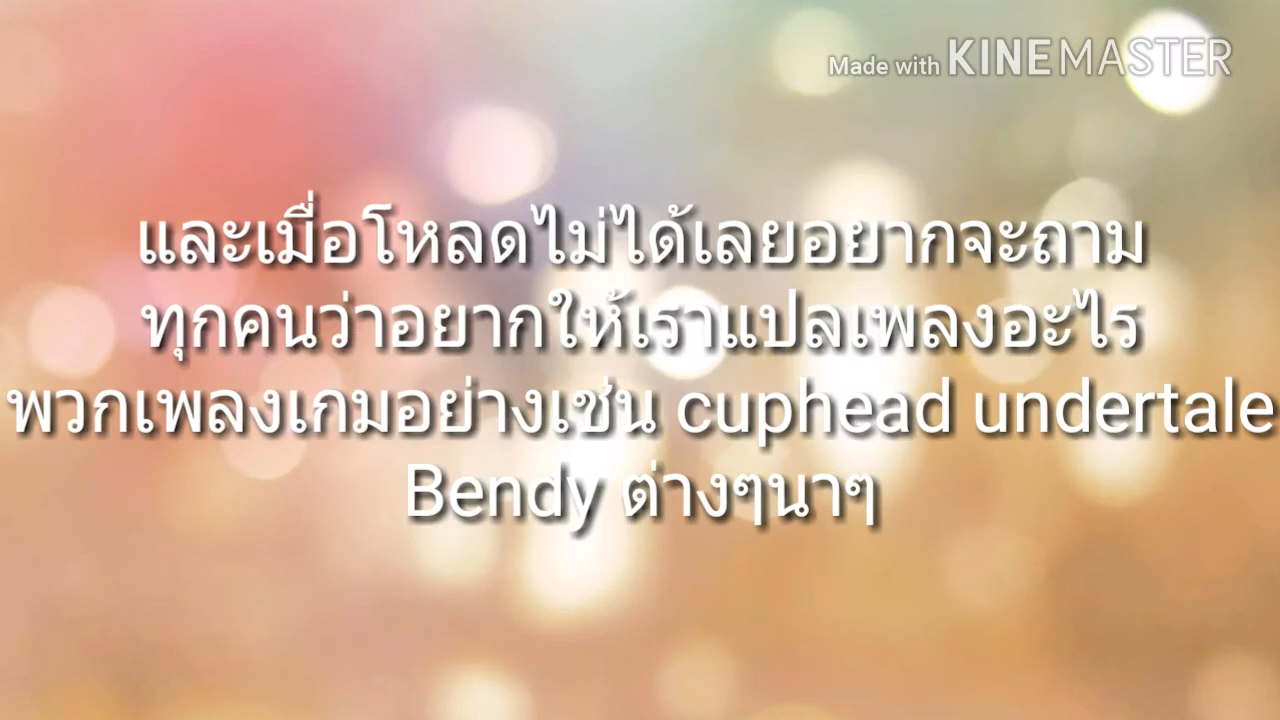 Made with KINEMASTER
และเมื่อโหลดไม่ได้เลยอยากจะถาม
ทุกคนว่าอยากให้เราแปลเพลงอะไร
พวกเพลงเกมอย่างเช่น cuphead undertale
Bendy ต่างๆนาๆ